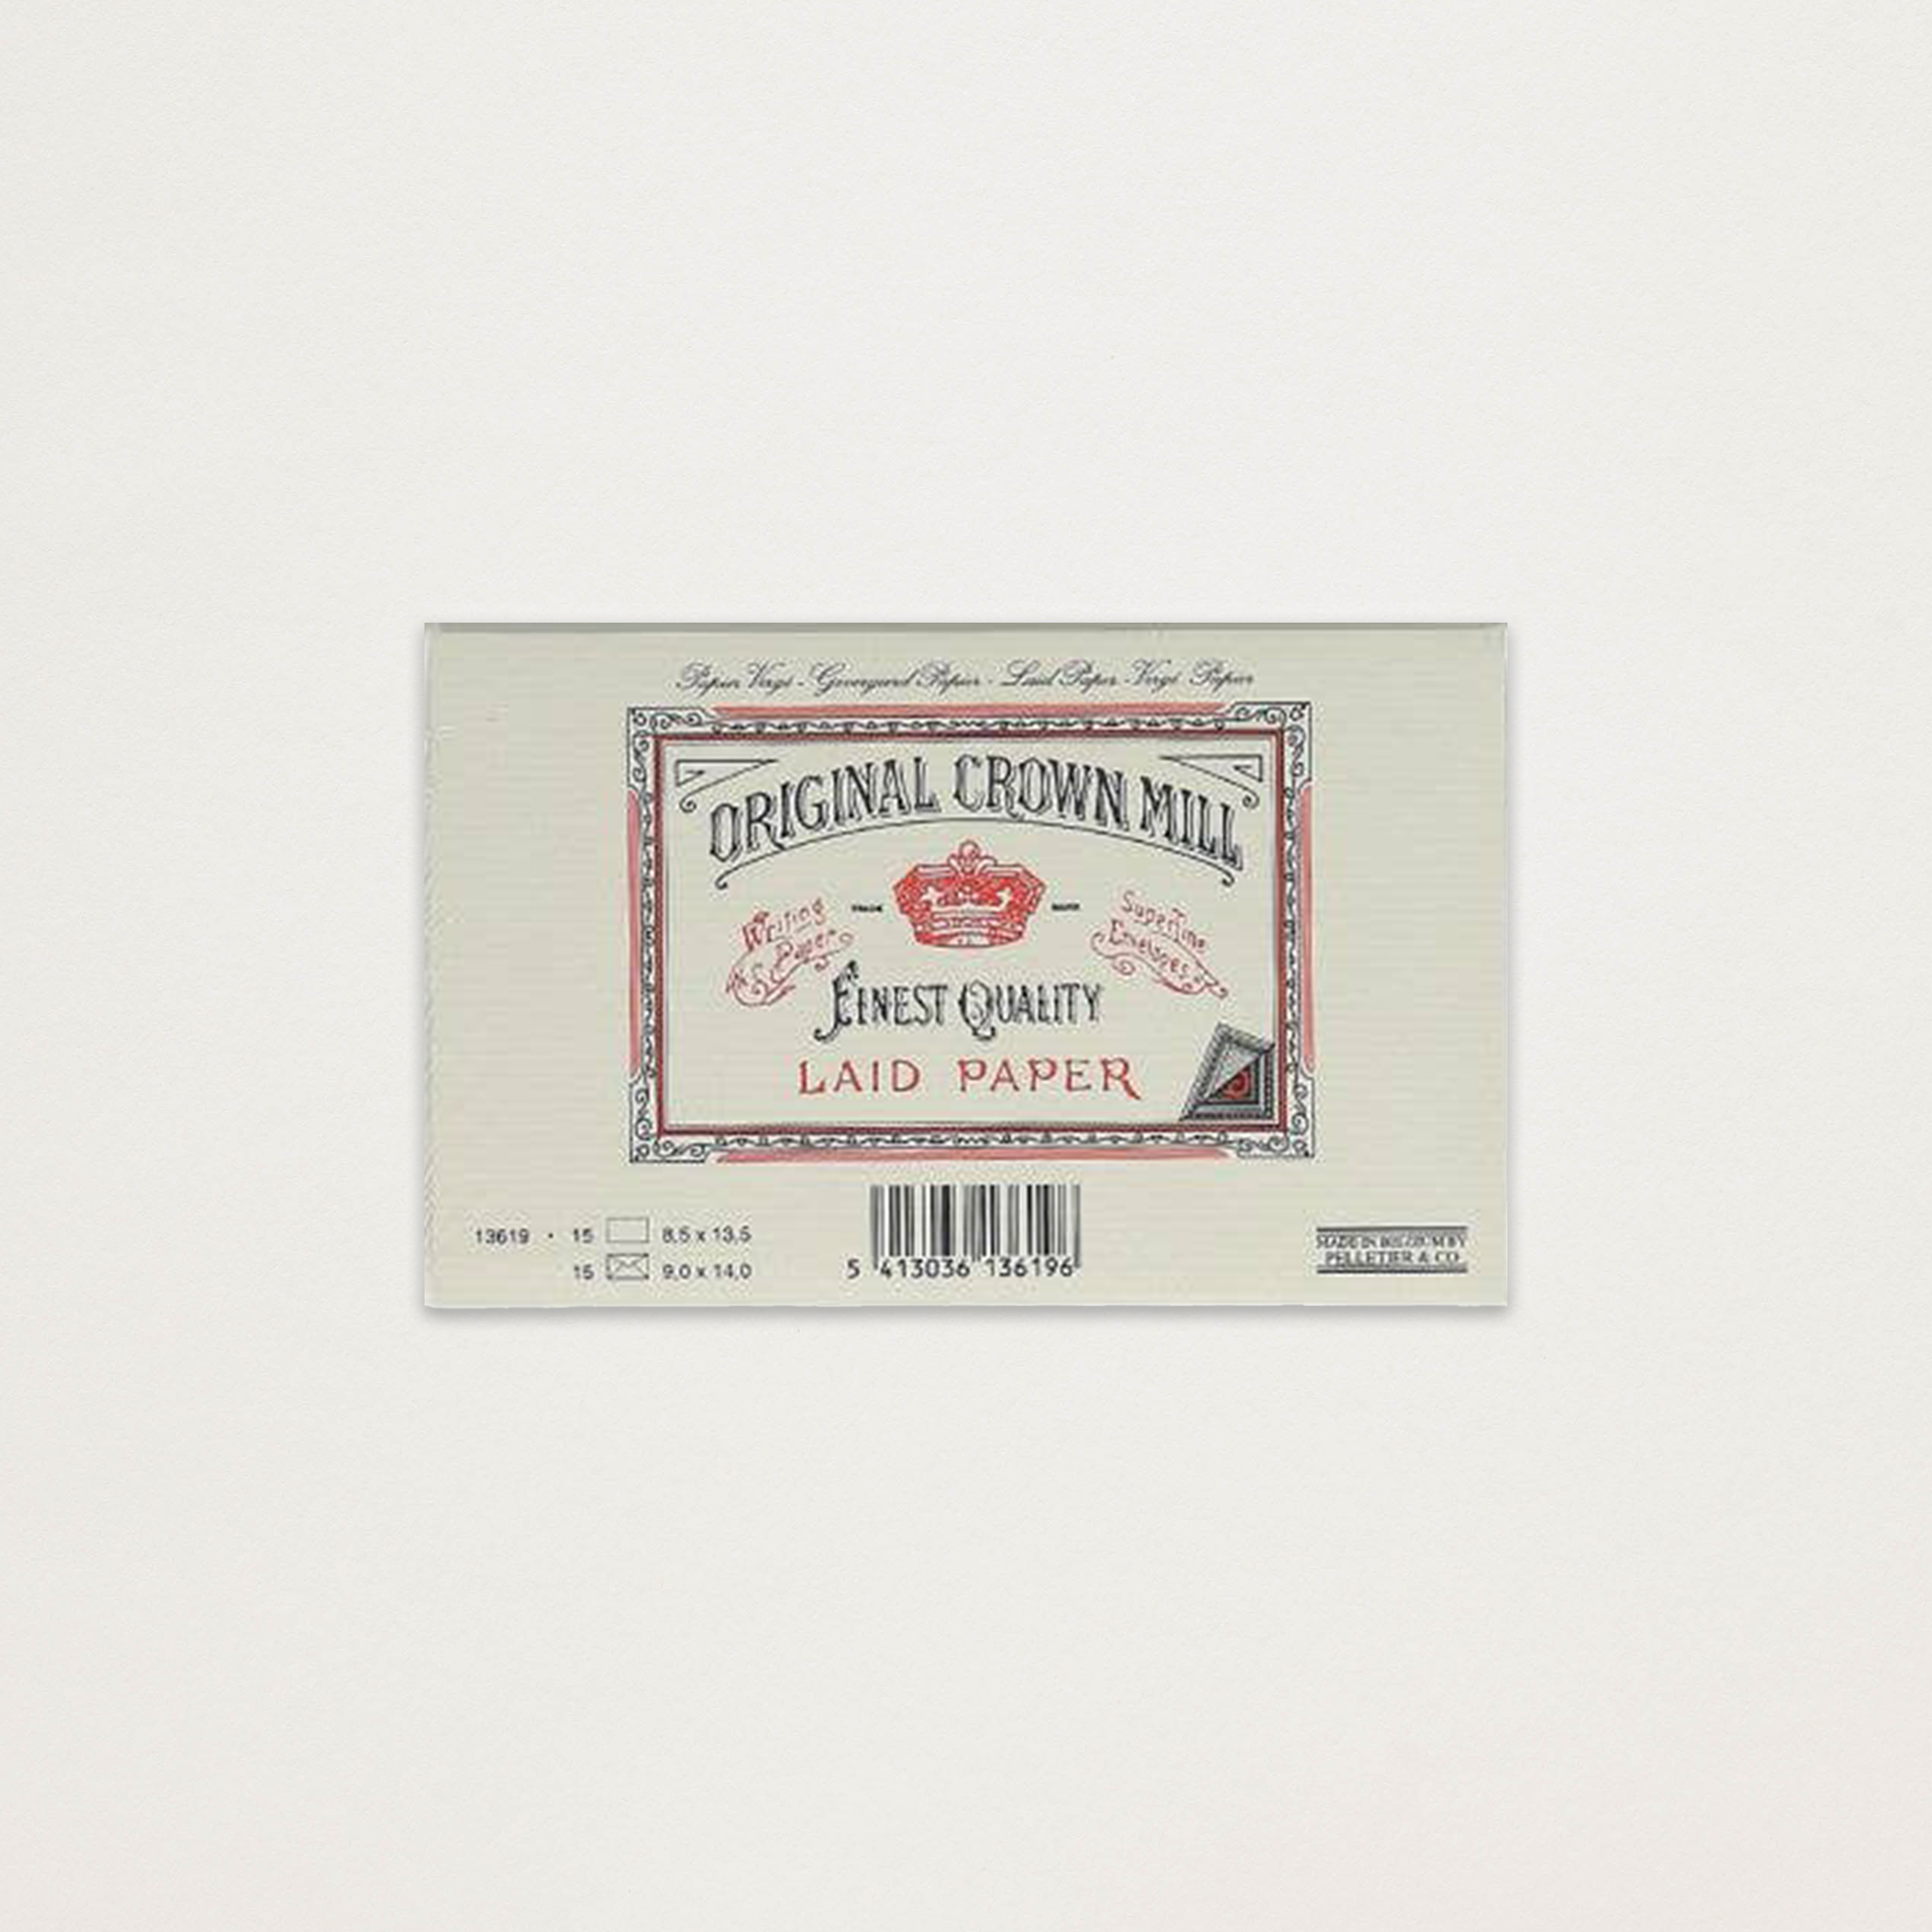 Papier Vergé - Gevergeerd Papier - Laid Paper - Vergé Papier
ORIGINAL CROWN MILL
TRADE MARK
Writing
Paper
Superfine
Envelopes
FINEST QUALITY
LAID PAPER
13619 · 15 8,5 x 13,5
15 9,0 x 14,0
5 413036 136196
MADE IN BELGIUM BY
PELLETIER & CO.